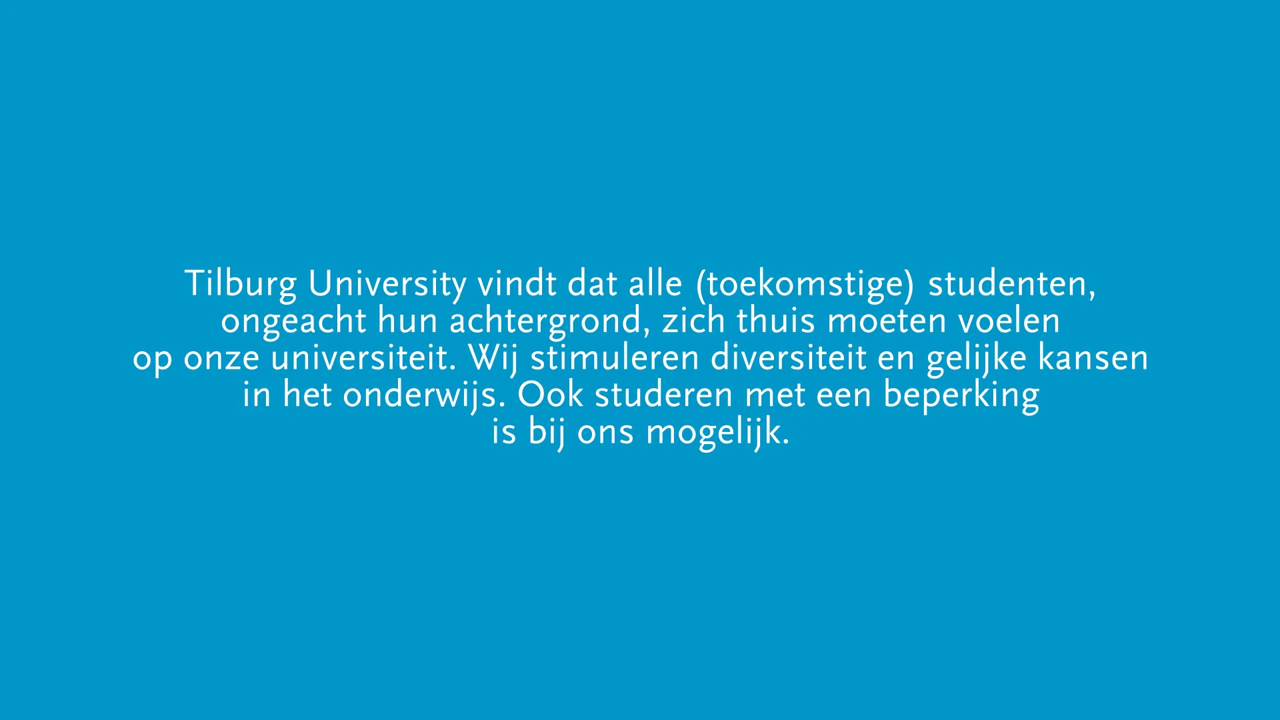 Tilburg University vindt dat alle (toekomstige) studenten,
ongeacht hun achtergrond, zich thuis moeten voelen
op onze universiteit. Wij stimuleren diversiteit en gelijke kansen
in het onderwijs. Ook studeren met een beperking
is bij ons mogelijk.